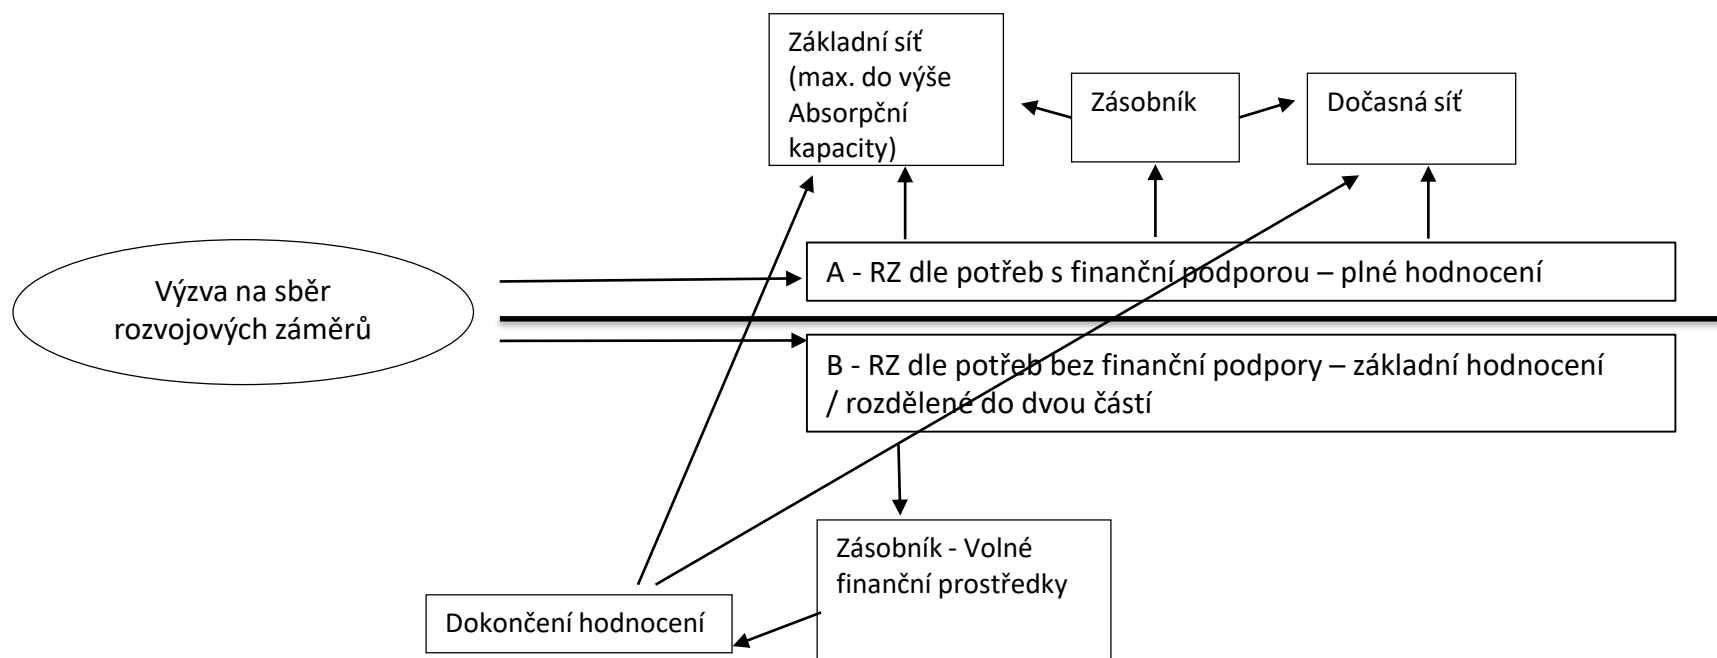 Základní síť
(max. do výše
Absorpční
kapacity)
Zásobník
Dočasná síť
Výzva na sběr
rozvojových záměrů
A - RZ dle potřeb s finanční podporou – plné hodnocení
B - RZ dle potřeb bez finanční podpory – základní hodnocení
/ rozdělené do dvou částí
Zásobník - Volné
finanční prostředky
Dokončení hodnocení